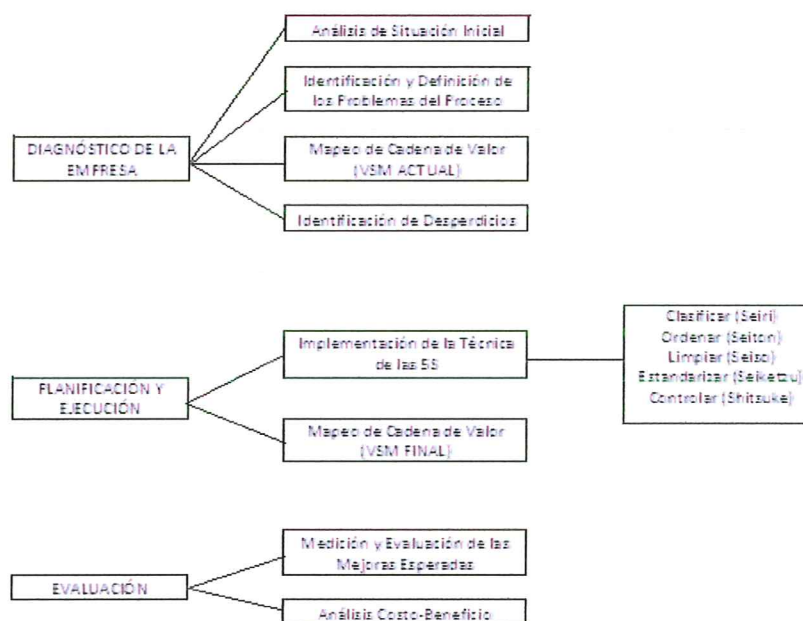 Análisis de Situación Inicial
Identificación y Definición de
los Problemas del Proceso
DIAGNÓSTICO DE LA
EMPRESA
Mapeo de Cadena de Valor
(VSM ACTUAL)
Identificación de Desperdicios
Implementación de la Técnica
de las 5S
Clasificar (Seiri)
Ordenar (Seiton)
Limpiar (Seiso)
Estandarizar (Seiketzu)
Controlar (Shitsuke)
PLANIFICACIÓN Y
EJECUCIÓN
Mapeo de Cadena de Valor
(VSM FINAL)
Medición y Evaluación de las
Mejoras Esperadas
EVALUACIÓN
Análisis Costo-Beneficio